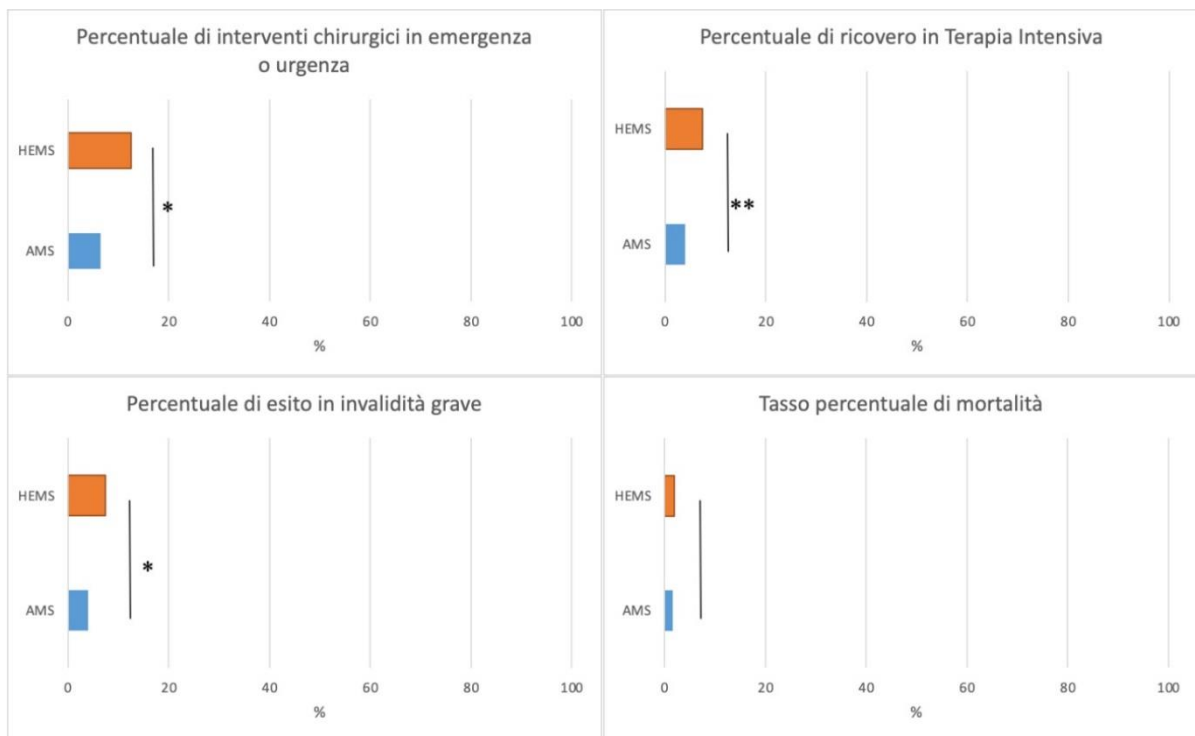 Percentuale di interventi chirurgici in emergenza
o urgenza
HEMS
*
AMS
0 20 40 60 80 100
%
Percentuale di ricovero in Terapia Intensiva
HEMS
**
AMS
0 20 40 60 80 100
%
Percentuale di esito in invalidità grave
HEMS
*
AMS
0 20 40 60 80 100
%
Tasso percentuale di mortalità
HEMS
AMS
0 20 40 60 80 100
%